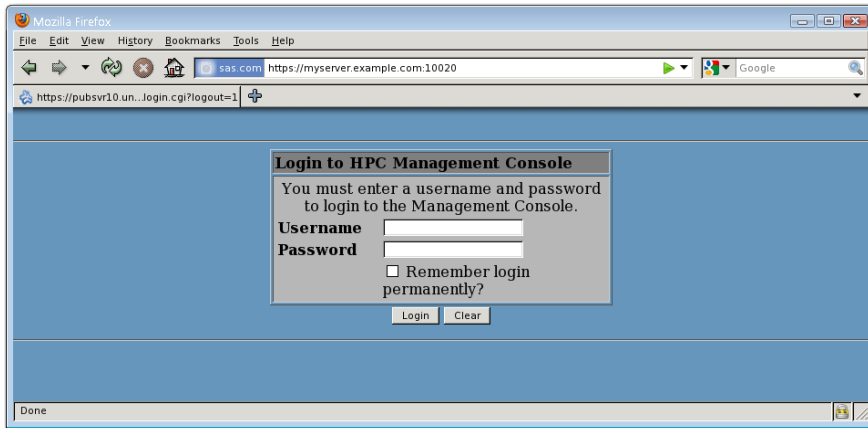 Mozilla Firefox
File Edit View History Bookmarks Tools Help
sas.com https://myserver.example.com:10020 Google
https://pubsvr10.un...login.cgi?logout=1
Login to HPC Management Console
You must enter a username and password
to login to the Management Console.
Username
Password
Remember login
permanently?
Login Clear
Done